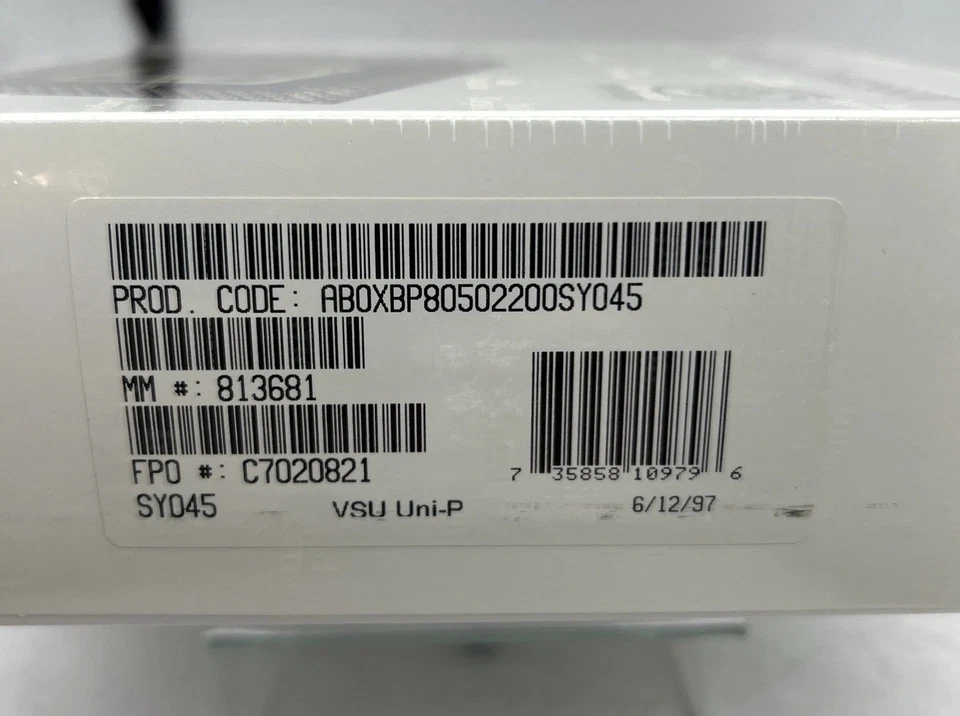 PROD. CODE: ABOXBP80502200SY045
MM #: 813681
FPO #: C7020821
7 35858 10979 6
SY045 VSU Uni-P 6/12/97